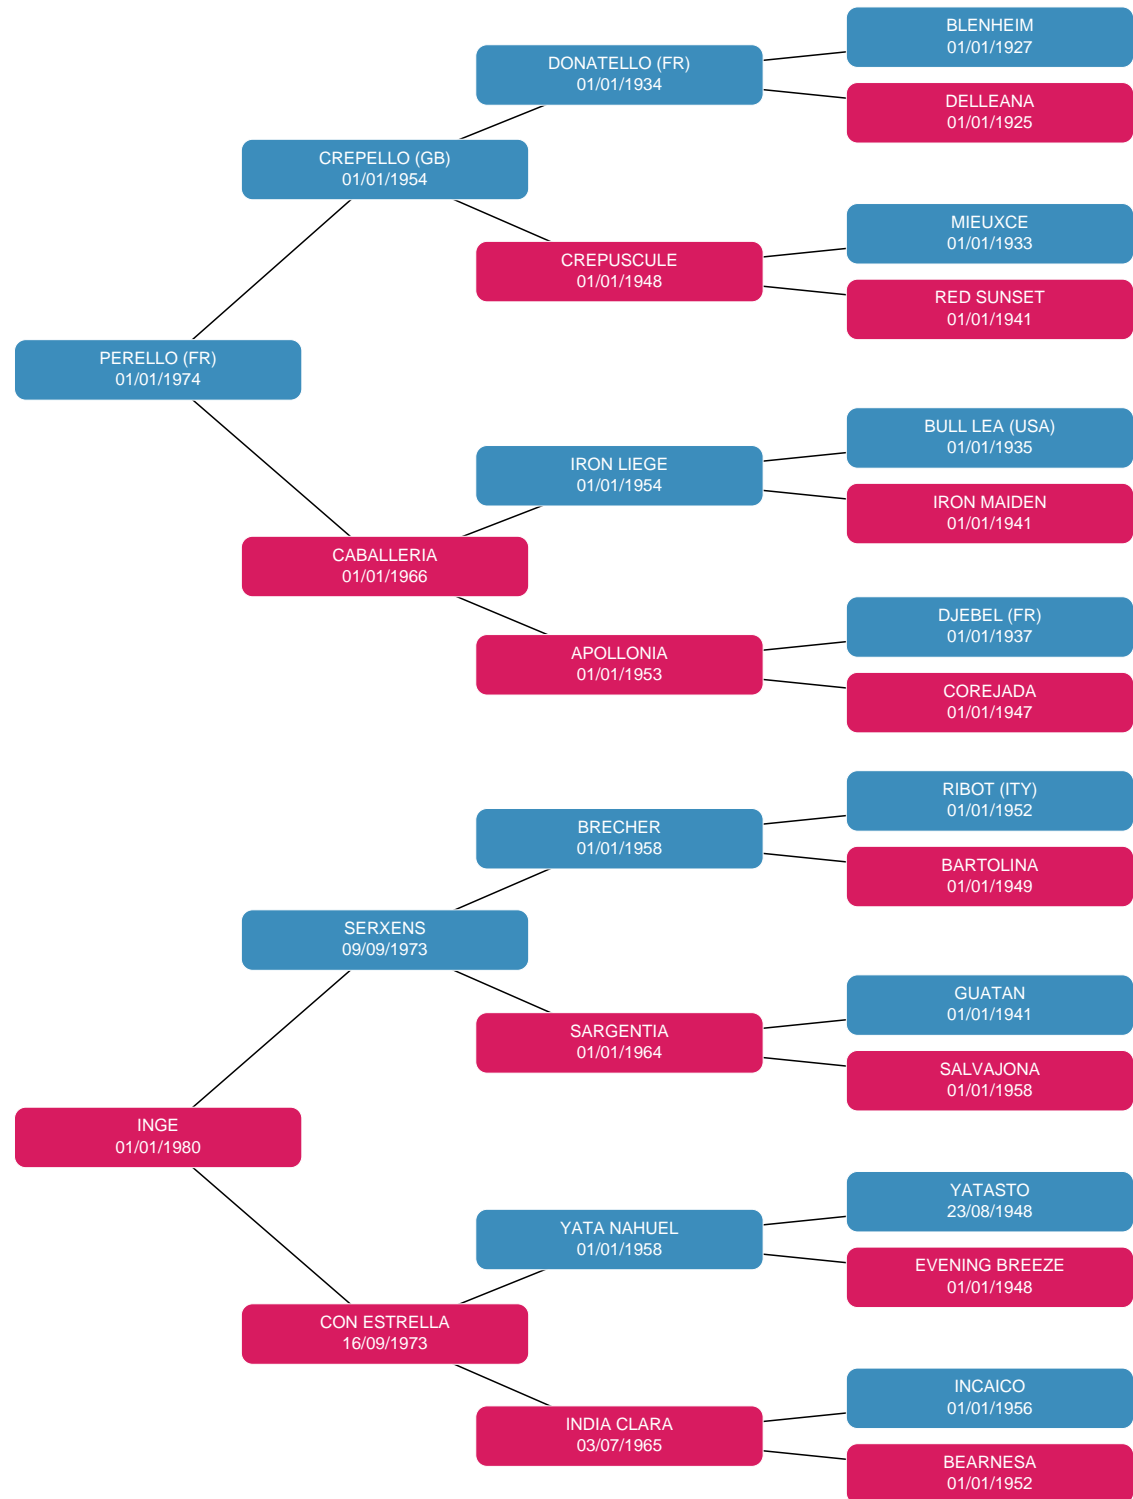 BLENHEIM
01/01/1927
DONATELLO (FR)
01/01/1934
DELLEANA
01/01/1925
CREPELLO (GB)
01/01/1954
MIEUXCE
01/01/1933
CREPUSCULE
01/01/1948
RED SUNSET
01/01/1941
PERELLO (FR)
01/01/1974
BULL LEA (USA)
01/01/1935
IRON LIEGE
01/01/1954
IRON MAIDEN
01/01/1941
CABALLERIA
01/01/1966
DJEBEL (FR)
01/01/1937
APOLLONIA
01/01/1953
COREJADA
01/01/1947
RIBOT (ITY)
01/01/1952
BRECHER
01/01/1958
BARTOLINA
01/01/1949
SERXENS
09/09/1973
GUATAN
01/01/1941
SARGENTIA
01/01/1964
SALVAJONA
01/01/1958
INGE
01/01/1980
YATASTO
23/08/1948
YATA NAHUEL
01/01/1958
EVENING BREEZE
01/01/1948
CON ESTRELLA
16/09/1973
INCAICO
01/01/1956
INDIA CLARA
03/07/1965
BEARNESA
01/01/1952